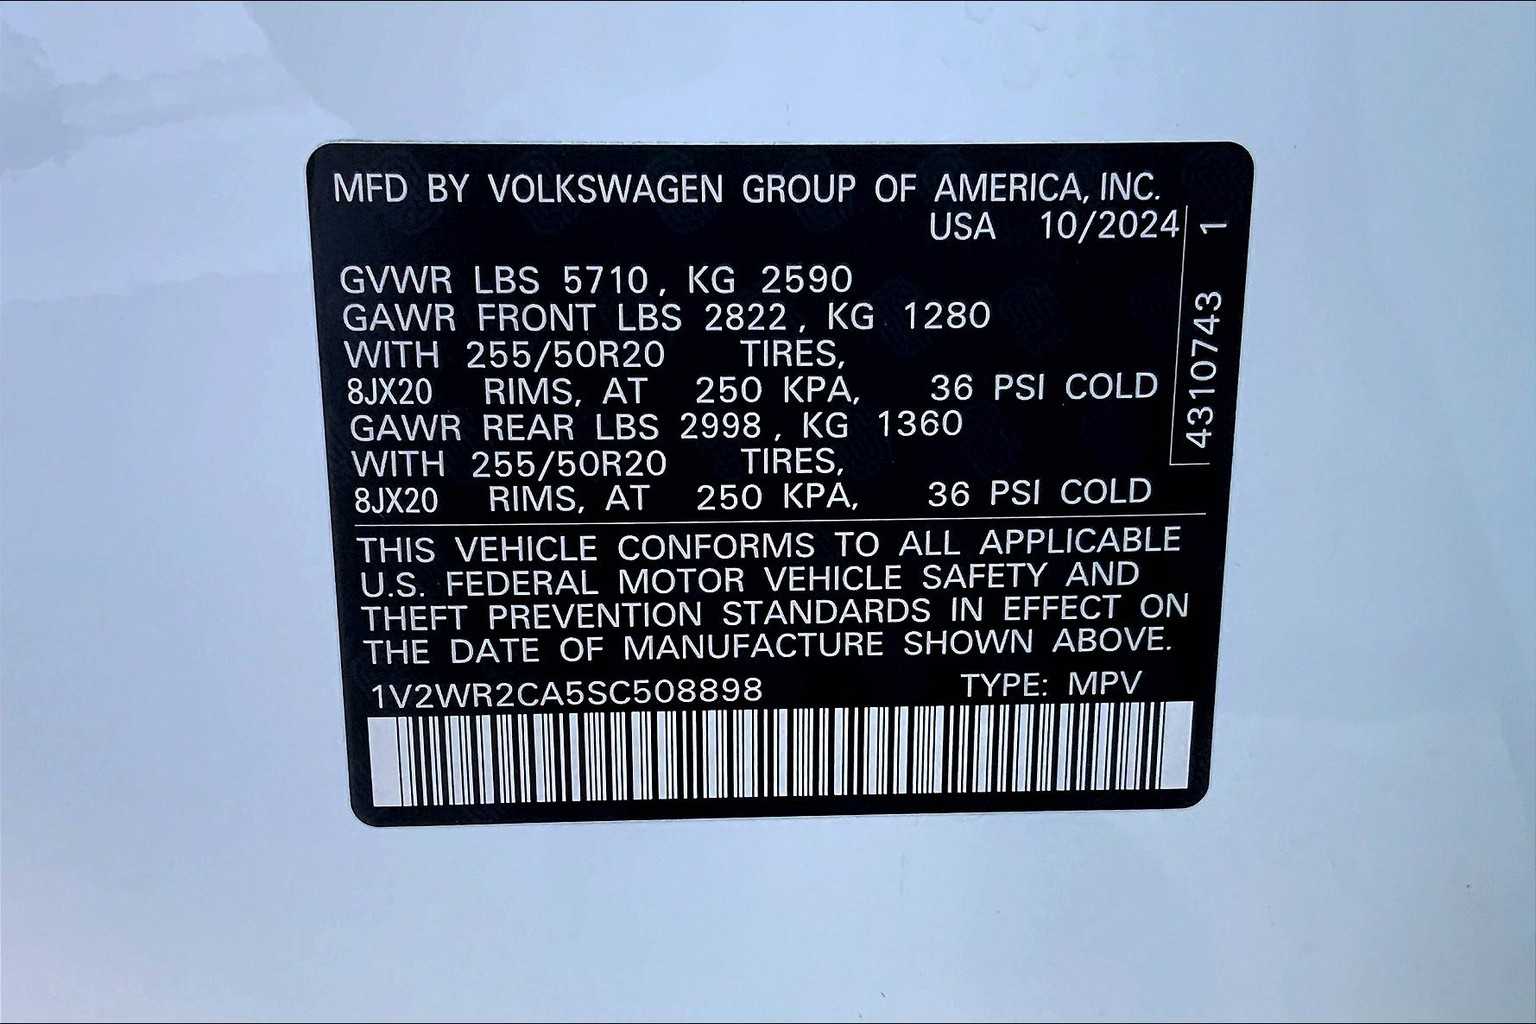 MFD BY VOLKSWAGEN GROUP OF AMERICA, INC.
USA 10/2024
GVWR LBS 5710, KG 2590
GAWR FRONT LBS 2822, KG 1280
WITH 255/50R20 TIRES,
8JX20 RIMS, AT 250 KPA, 36 PSI COLD
GAWR REAR LBS 2998, KG 1360
WITH 255/50R20 TIRES,
8JX20 RIMS, AT 250 KPA, 36 PSI COLD
43107743 1
THIS VEHICLE CONFORMS TO ALL APPLICABLE
U.S. FEDERAL MOTOR VEHICLE SAFETY AND
THEFT PREVENTION STANDARDS IN EFFECT ON
THE DATE OF MANUFACTURE SHOWN ABOVE.
1V2WR2CA5SC508898 TYPE: MPV